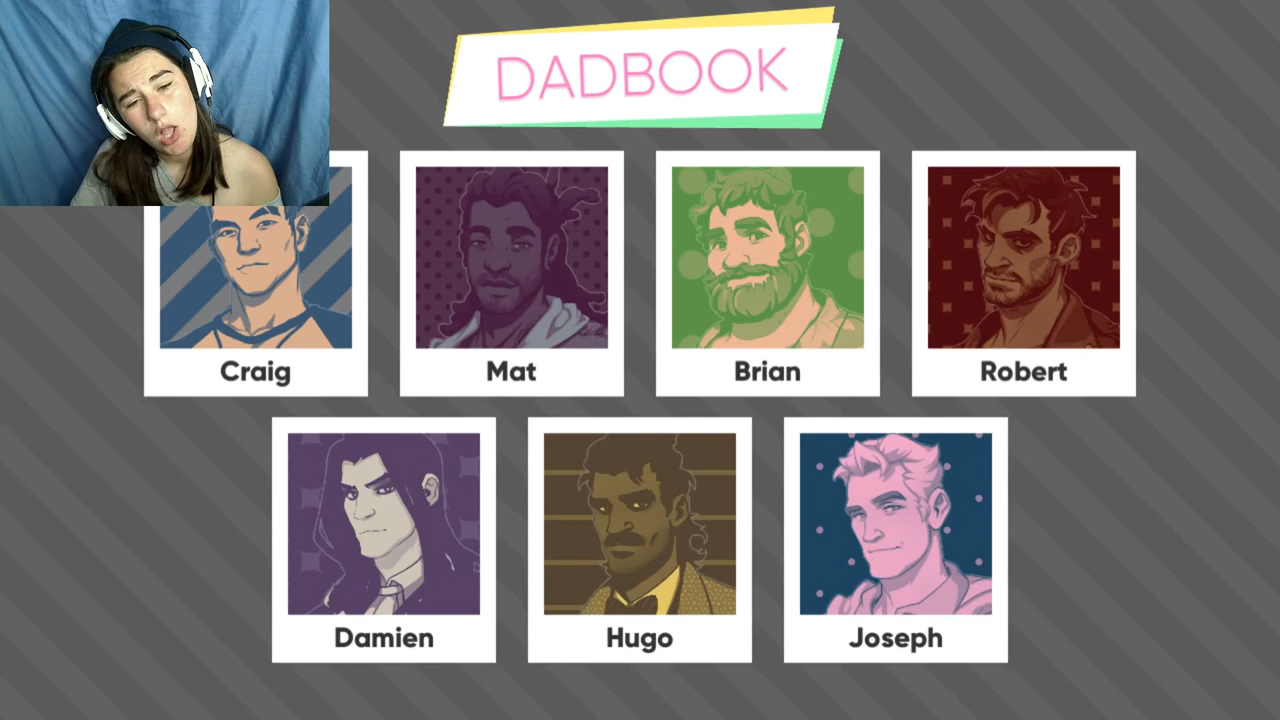 DADBOOK
Craig
Mat
Brian
Robert
Damien
Hugo
Joseph